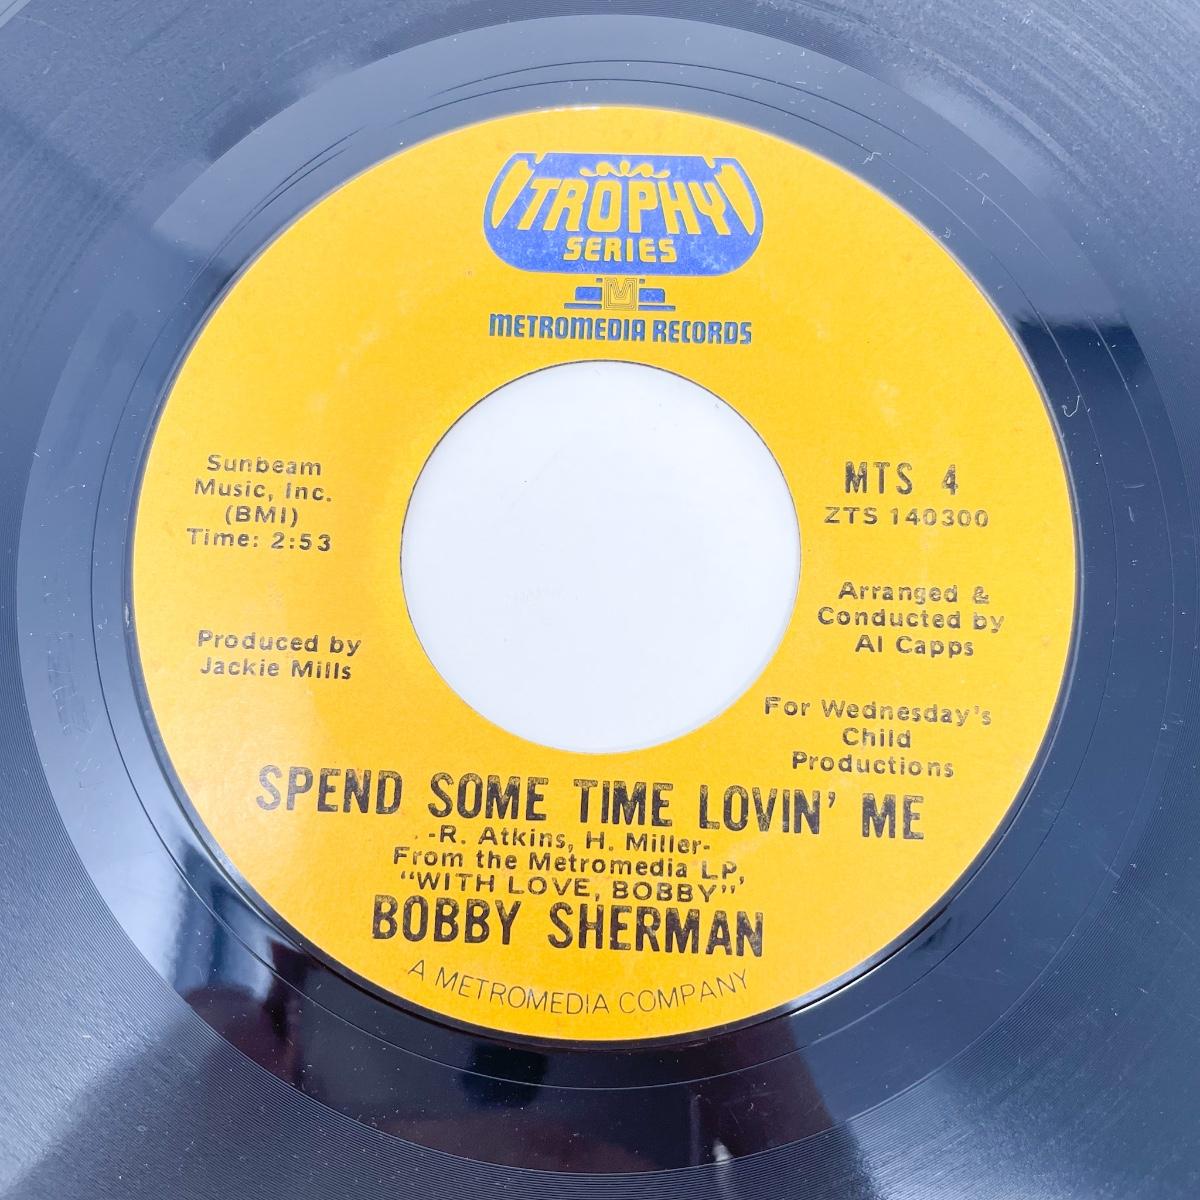 TROPHY
SERIES
METROMEDIA RECORDS
Sunbeam
Music, Inc.
(BMI)
Time: 2:53
Produced by
Jackie Mills
MTS 4
ZTS 140300
Arranged &
Conducted by
Al Capps
For Wednesday's
Child
Productions
SPEND SOME TIME LOVIN' ME
-R. Atkins, H. Miller-
From the Metromedia LP,
"WITH LOVE, BOBBY"
BOBBY SHERMAN
A METROMEDIA COMPANY